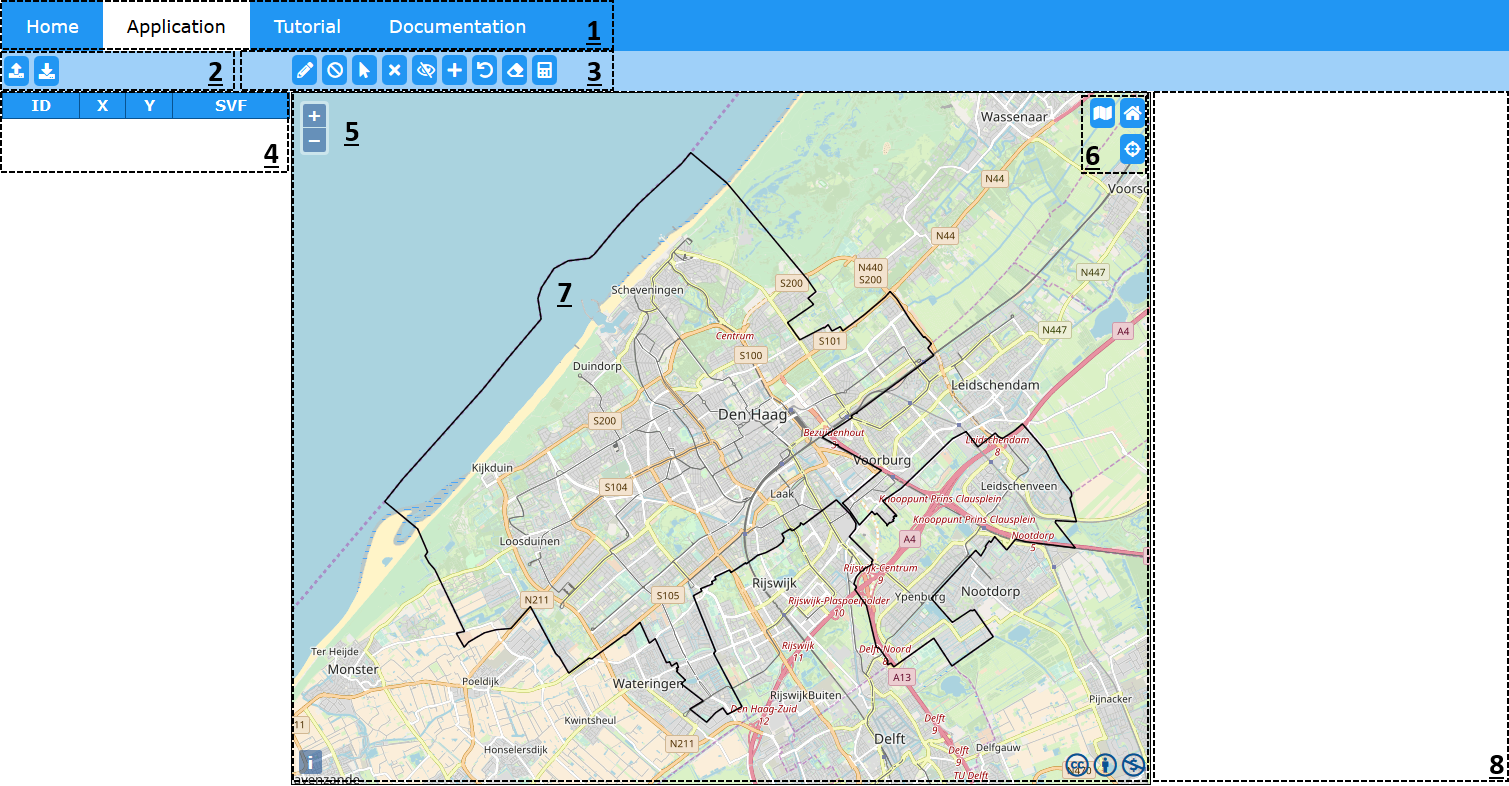 Home Application Tutorial Documentation 1
2 3
ID X Y SVF
4
+
−
5
6
7
8
Wassenaar
Voorsc
N44
N44
N440
S200
S200
N447
N447
A4
Scheveningen
Centrum
S101
S100
Duindorp
Leidschendam
Den Haag
S200
Bezuidenhout
Leidschendam
8
Voorburg
Kijkduin
S104
Laak
Leidschenveen
Knooppunt Prins Clausplein
Knooppunt Prins Clausplein
Nootdorp
5
A4
Loosduinen
Rijswijk-Centrum
9
Rijswijk
N211
S105
Rijswijk-Plaspoelpolder
10
Ypenburg
Nootdorp
Rijswijk
11
Delft-Noord
8
Ter Heijde
Monster
Poeldijk
Wateringen
A13
RijswijkBuiten
Den Haag-Zuid
12
Pijnacker
Kwintsheul
11
Honselersdijk
N211
Delft
Delft
9
Delfgauw
Delft
9
TU Delft
i
cc
N470
avenzande